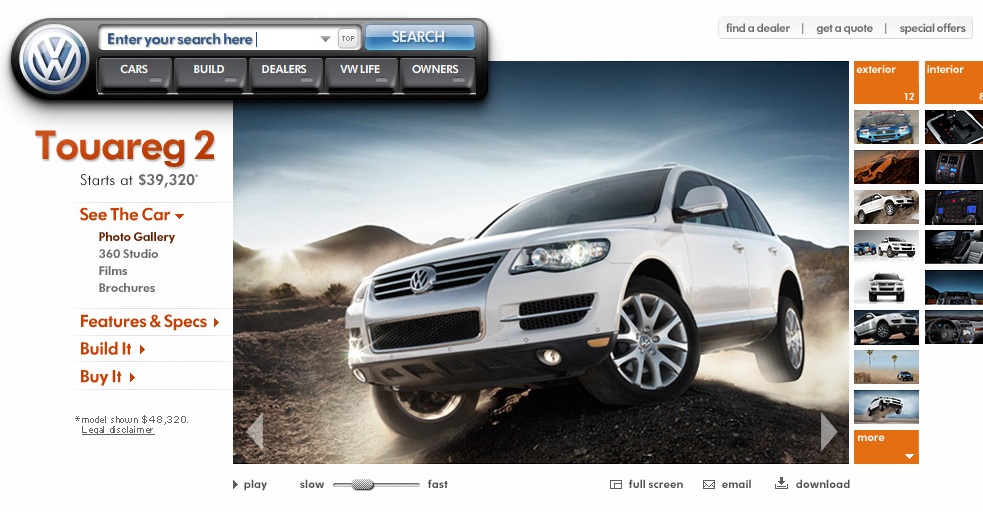 Enter your search here
TOP
SEARCH
find a dealer | get a quote | special offers
CARS
BUILD
DEALERS
VW LIFE
OWNERS
Touareg 2
Starts at $39,320*
See The Car
Photo Gallery
360 Studio
Films
Brochures
Features & Specs
Build It
Buy It
*model shown $48,320.
Legal disclaimer
exterior
12
interior
8
more
play
slow
fast
full screen
email
download